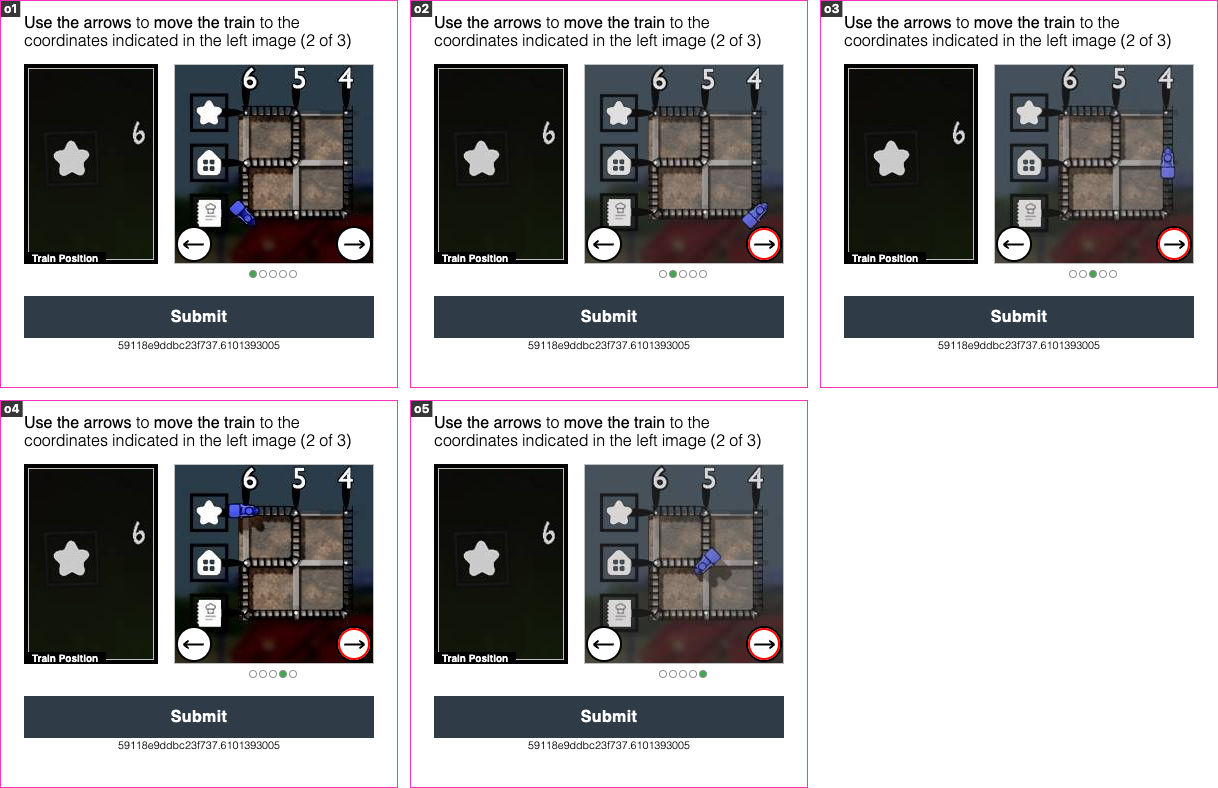 o1
Use the arrows to move the train to the
coordinates indicated in the left image (2 of 3)
6
Train Position
6 5 4
Submit
59118e9ddbc23f737.6101393005
o2
Use the arrows to move the train to the
coordinates indicated in the left image (2 of 3)
6
Train Position
6 5 4
Submit
59118e9ddbc23f737.6101393005
o3
Use the arrows to move the train to the
coordinates indicated in the left image (2 of 3)
6
Train Position
6 5 4
Submit
59118e9ddbc23f737.6101393005
o4
Use the arrows to move the train to the
coordinates indicated in the left image (2 of 3)
6
Train Position
6 5 4
Submit
59118e9ddbc23f737.6101393005
o5
Use the arrows to move the train to the
coordinates indicated in the left image (2 of 3)
6
Train Position
6 5 4
Submit
59118e9ddbc23f737.6101393005